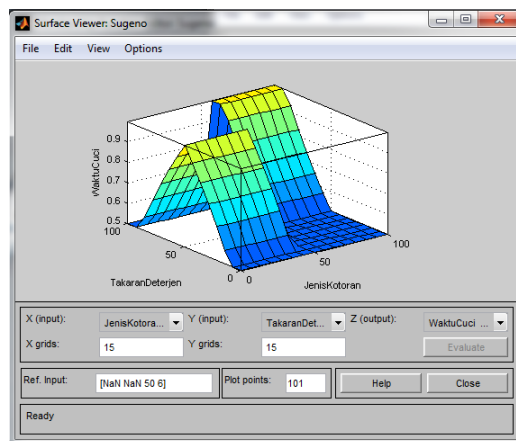 Surface Viewer: Sugeno
File Edit View Options
0.9
0.8
0.7
0.6
0.5
WaktuCuci
100
50
0
TakaranDeterjen
0
50
100
JenisKotoran
X (input): JenisKotora... Y (input): TakaranDet... Z (output): WaktuCuci ...
X grids: 15 Y grids: 15 Evaluate
Ref. Input: [NaN NaN 50 6] Plot points: 101 Help Close
Ready